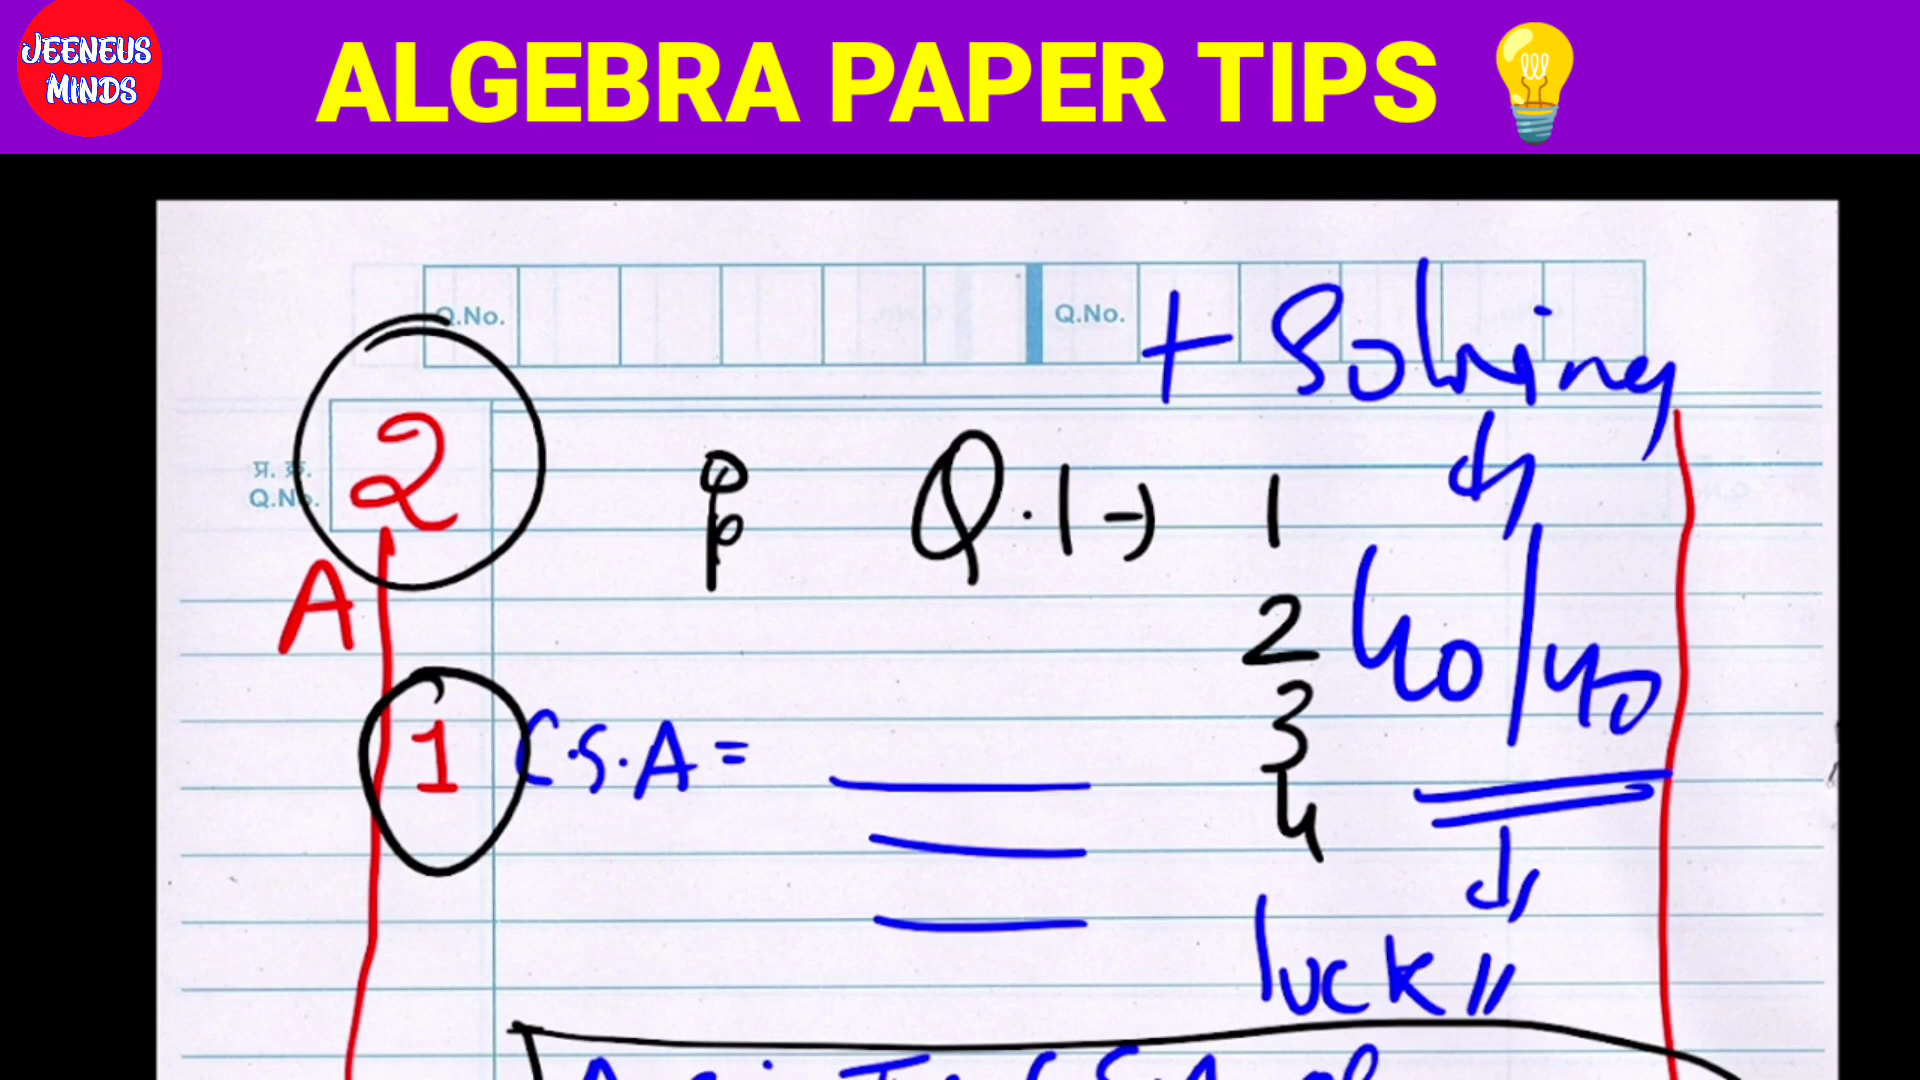 JEENEUS
MINDS
ALGEBRA PAPER TIPS
Q.No.
Q.No.
+ Solving
प्र. क्र.
Q.No.
2
Q.1 → 1
A
2
40/40
3
1
C.S.A =
4
luck